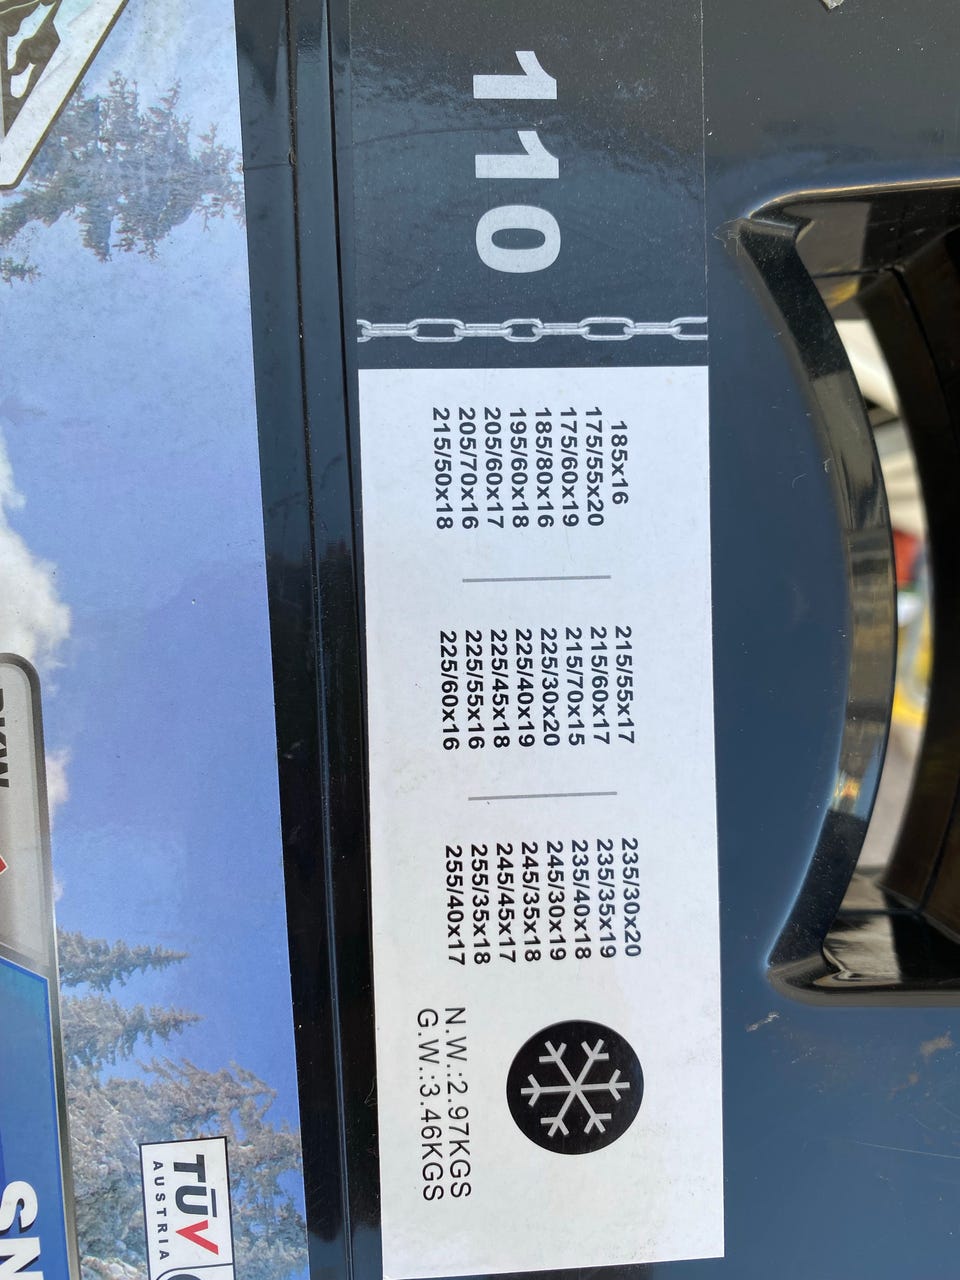 110
185x16
175/55x20
175/60x19
185/80x16
195/60x18
205/60x17
205/70x16
215/50x18
215/55x17
215/60x17
215/70x15
225/30x20
225/40x19
225/45x18
225/55x16
225/60x16
235/30x20
235/35x19
235/40x18
245/30x19
245/35x18
245/45x17
255/35x18
255/40x17
N.W.:2.97KGS
G.W.:3.46KGS
TÜV
AUSTRIA
PKW